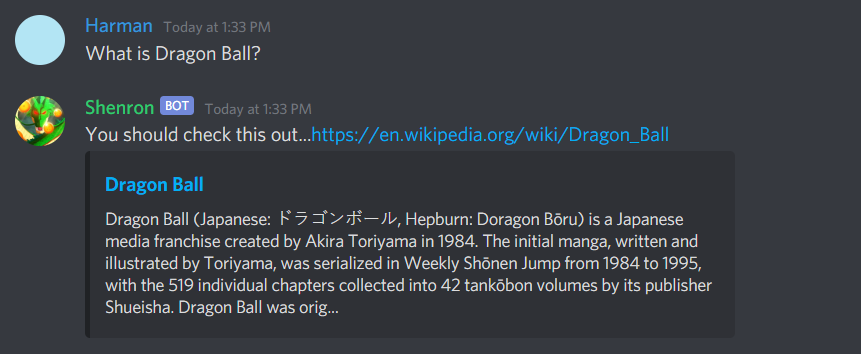 Harman Today at 1:33 PM
What is Dragon Ball?
Shenron BOT Today at 1:33 PM
You should check this out...https://en.wikipedia.org/wiki/Dragon_Ball
Dragon Ball
Dragon Ball (Japanese: ドラゴンボール, Hepburn: Doragon Bōru) is a Japanese
media franchise created by Akira Toriyama in 1984. The initial manga, written and
illustrated by Toriyama, was serialized in Weekly Shōnen Jump from 1984 to 1995,
with the 519 individual chapters collected into 42 tankōbon volumes by its publisher
Shueisha. Dragon Ball was orig...